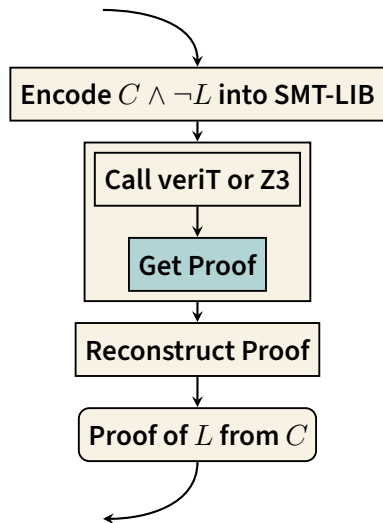 Encode C ∧ ¬L into SMT-LIB
Call veriT or Z3
Get Proof
Reconstruct Proof
Proof of L from C